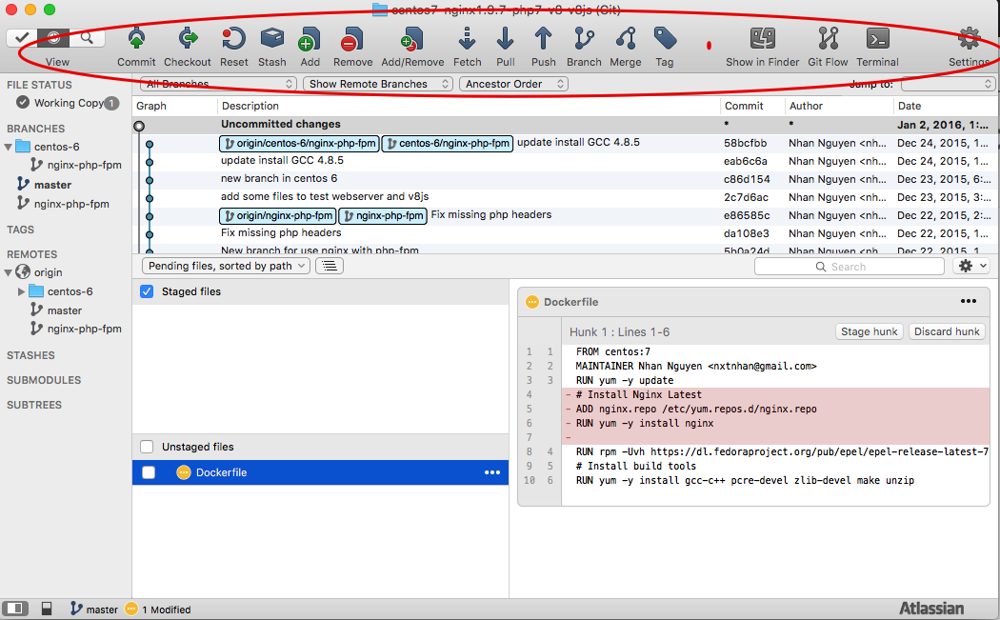 centos7-nginx1.9.7-php7-v8-v8js (Git)
View Commit Checkout Reset Stash Add Remove Add/Remove Fetch Pull Push Branch Merge Tag Show in Finder Git Flow Terminal Settings
All Branches Show Remote Branches Ancestor Order Jump to:
FILE STATUS
Working Copy 1
BRANCHES
centos-6
nginx-php-fpm
master
nginx-php-fpm
TAGS
REMOTES
origin
centos-6
master
nginx-php-fpm
STASHES
SUBMODULES
SUBTREES
Graph Description Commit Author Date
Uncommitted changes * * Jan 2, 2016, 1:...
origin/centos-6/nginx-php-fpm centos-6/nginx-php-fpm update install GCC 4.8.5 58bcfbb Nhan Nguyen <nh... Dec 24, 2015, 1...
update install GCC 4.8.5 eab6c6a Nhan Nguyen <nh... Dec 24, 2015, 1...
new branch in centos 6 c86d154 Nhan Nguyen <nh... Dec 23, 2015, 6:...
add some files to test webserver and v8js 2c7d6ac Nhan Nguyen <nh... Dec 23, 2015, 3:...
origin/nginx-php-fpm nginx-php-fpm Fix missing php headers e86585c Nhan Nguyen <nh... Dec 22, 2015, 2:...
Fix missing php headers da108e3 Nhan Nguyen <nh... Dec 22, 2015, 1...
New branch for use nginx with php-fpm 5b0a24d Nhan Nguyen <nh... Dec 22, 2015, 1...
Pending files, sorted by path Search
Staged files
Unstaged files
Dockerfile •••
Dockerfile •••
Hunk 1 : Lines 1-6 Stage hunk Discard hunk
1 1 FROM centos:7
2 2 MAINTAINER Nhan Nguyen <nxtnhan@gmail.com>
3 3 RUN yum -y update
4 - # Install Nginx Latest
5 - ADD nginx.repo /etc/yum.repos.d/nginx.repo
6 - RUN yum -y install nginx
7 -
8 4 RUN rpm -Uvh https://dl.fedoraproject.org/pub/epel/epel-release-latest-7
9 5 # Install build tools
10 6 RUN yum -y install gcc-c++ pcre-devel zlib-devel make unzip
master 1 Modified Atlassian